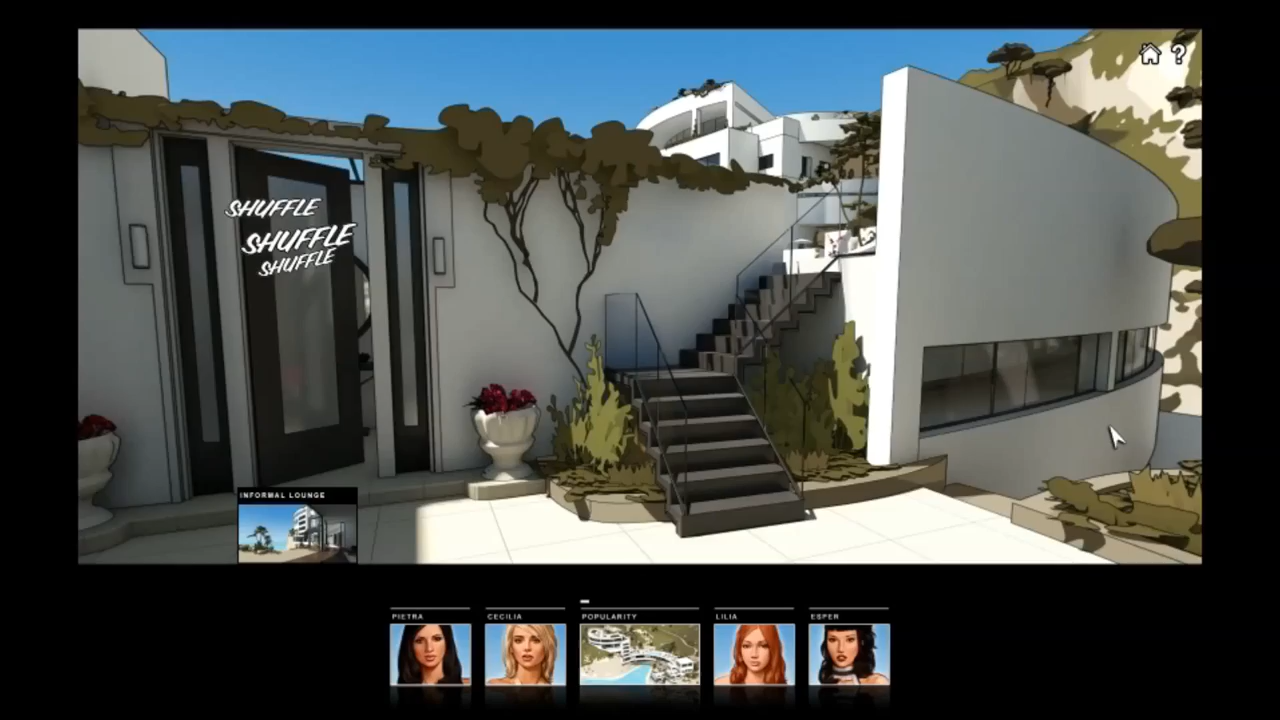 ?
SHUFFLE
SHUFFLE
SHUFFLE
INFORMAL LOUNGE
PIETRA
CECILIA
POPULARITY
LILIA
ESPER